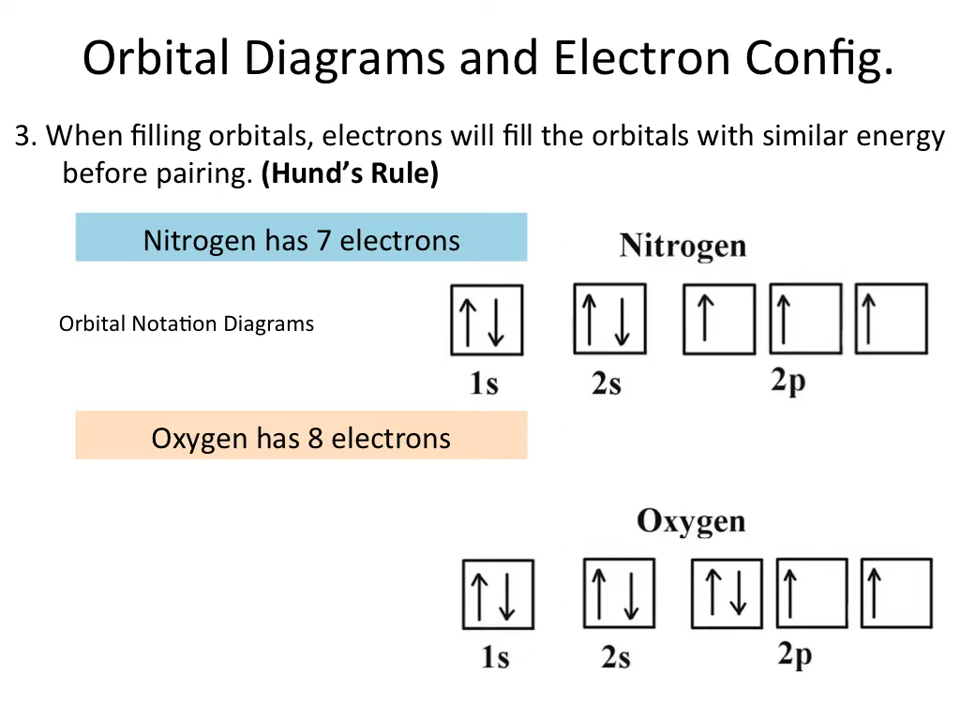 Orbital Diagrams and Electron Config.
3. When filling orbitals, electrons will fill the orbitals with similar energy
before pairing. (Hund's Rule)
Nitrogen has 7 electrons
Nitrogen
Orbital Notation Diagrams
1s 2s 2p
Oxygen has 8 electrons
Oxygen
1s 2s 2p